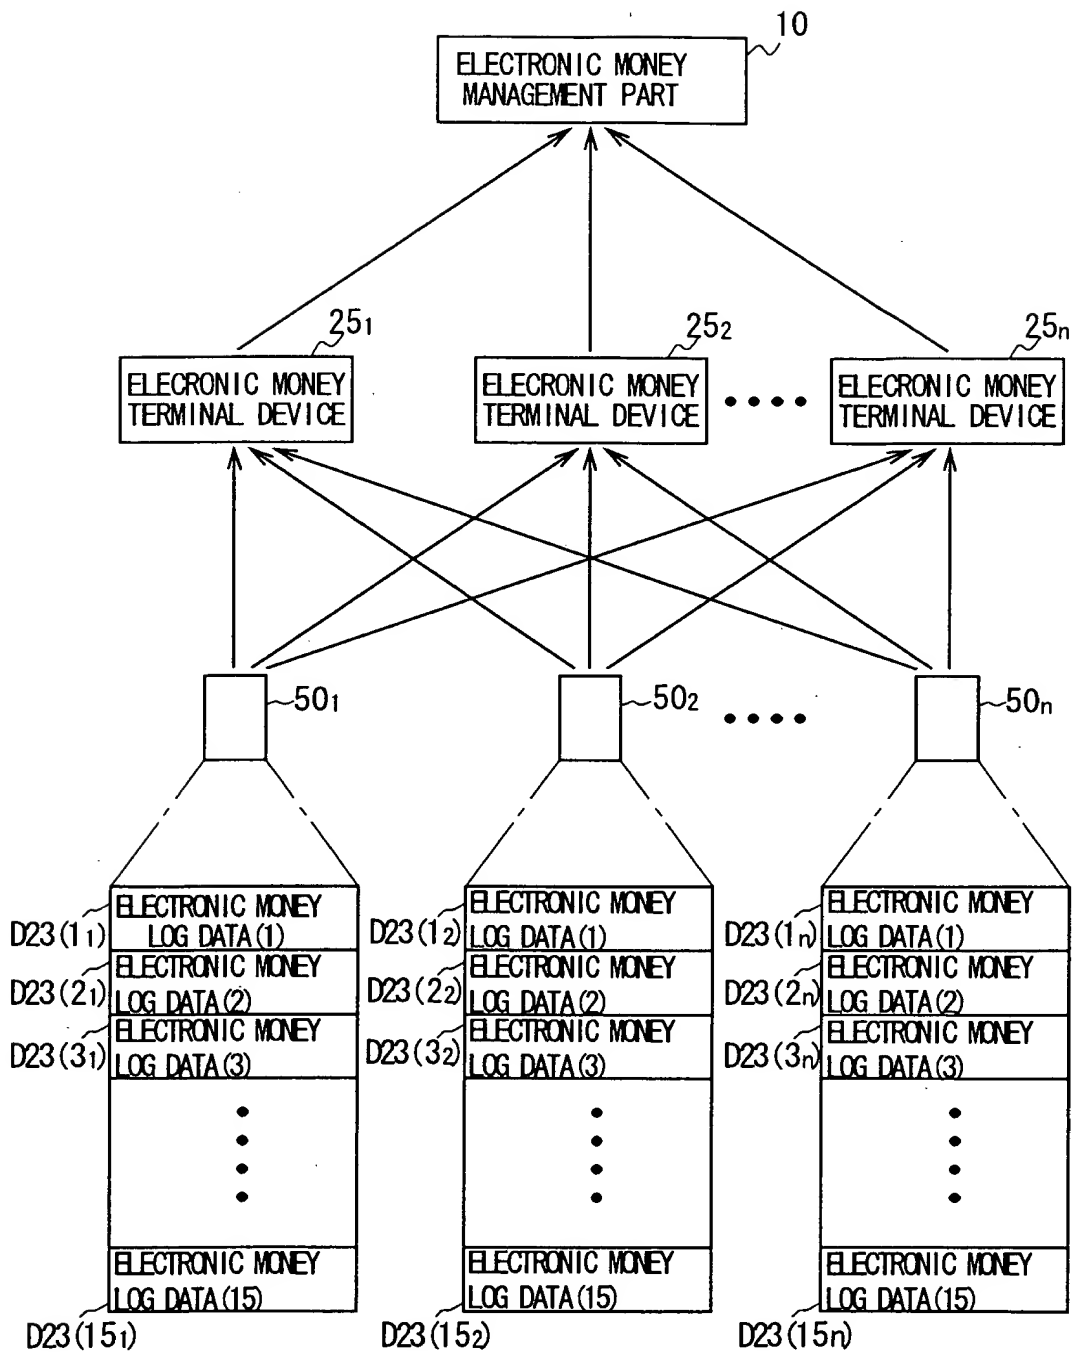 10
ELECTRONIC MONEY
MANAGEMENT PART
25₁
25₂
25n
ELECRONIC MONEY
TERMINAL DEVICE
ELECRONIC MONEY
TERMINAL DEVICE
ELECRONIC MONEY
TERMINAL DEVICE
50₁
50₂
50n
ELECTRONIC MONEY
LOG DATA(1)
D23(1₁)
ELECTRONIC MONEY
LOG DATA(2)
D23(2₁)
ELECTRONIC MONEY
LOG DATA(3)
D23(3₁)
ELECTRONIC MONEY
LOG DATA(15)
D23(15₁)
ELECTRONIC MONEY
LOG DATA(1)
D23(1₂)
ELECTRONIC MONEY
LOG DATA(2)
D23(2₂)
ELECTRONIC MONEY
LOG DATA(3)
D23(3₂)
ELECTRONIC MONEY
LOG DATA(15)
D23(15₂)
ELECTRONIC MONEY
LOG DATA(1)
D23(1n)
ELECTRONIC MONEY
LOG DATA(2)
D23(2n)
ELECTRONIC MONEY
LOG DATA(3)
D23(3n)
ELECTRONIC MONEY
LOG DATA(15)
D23(15n)